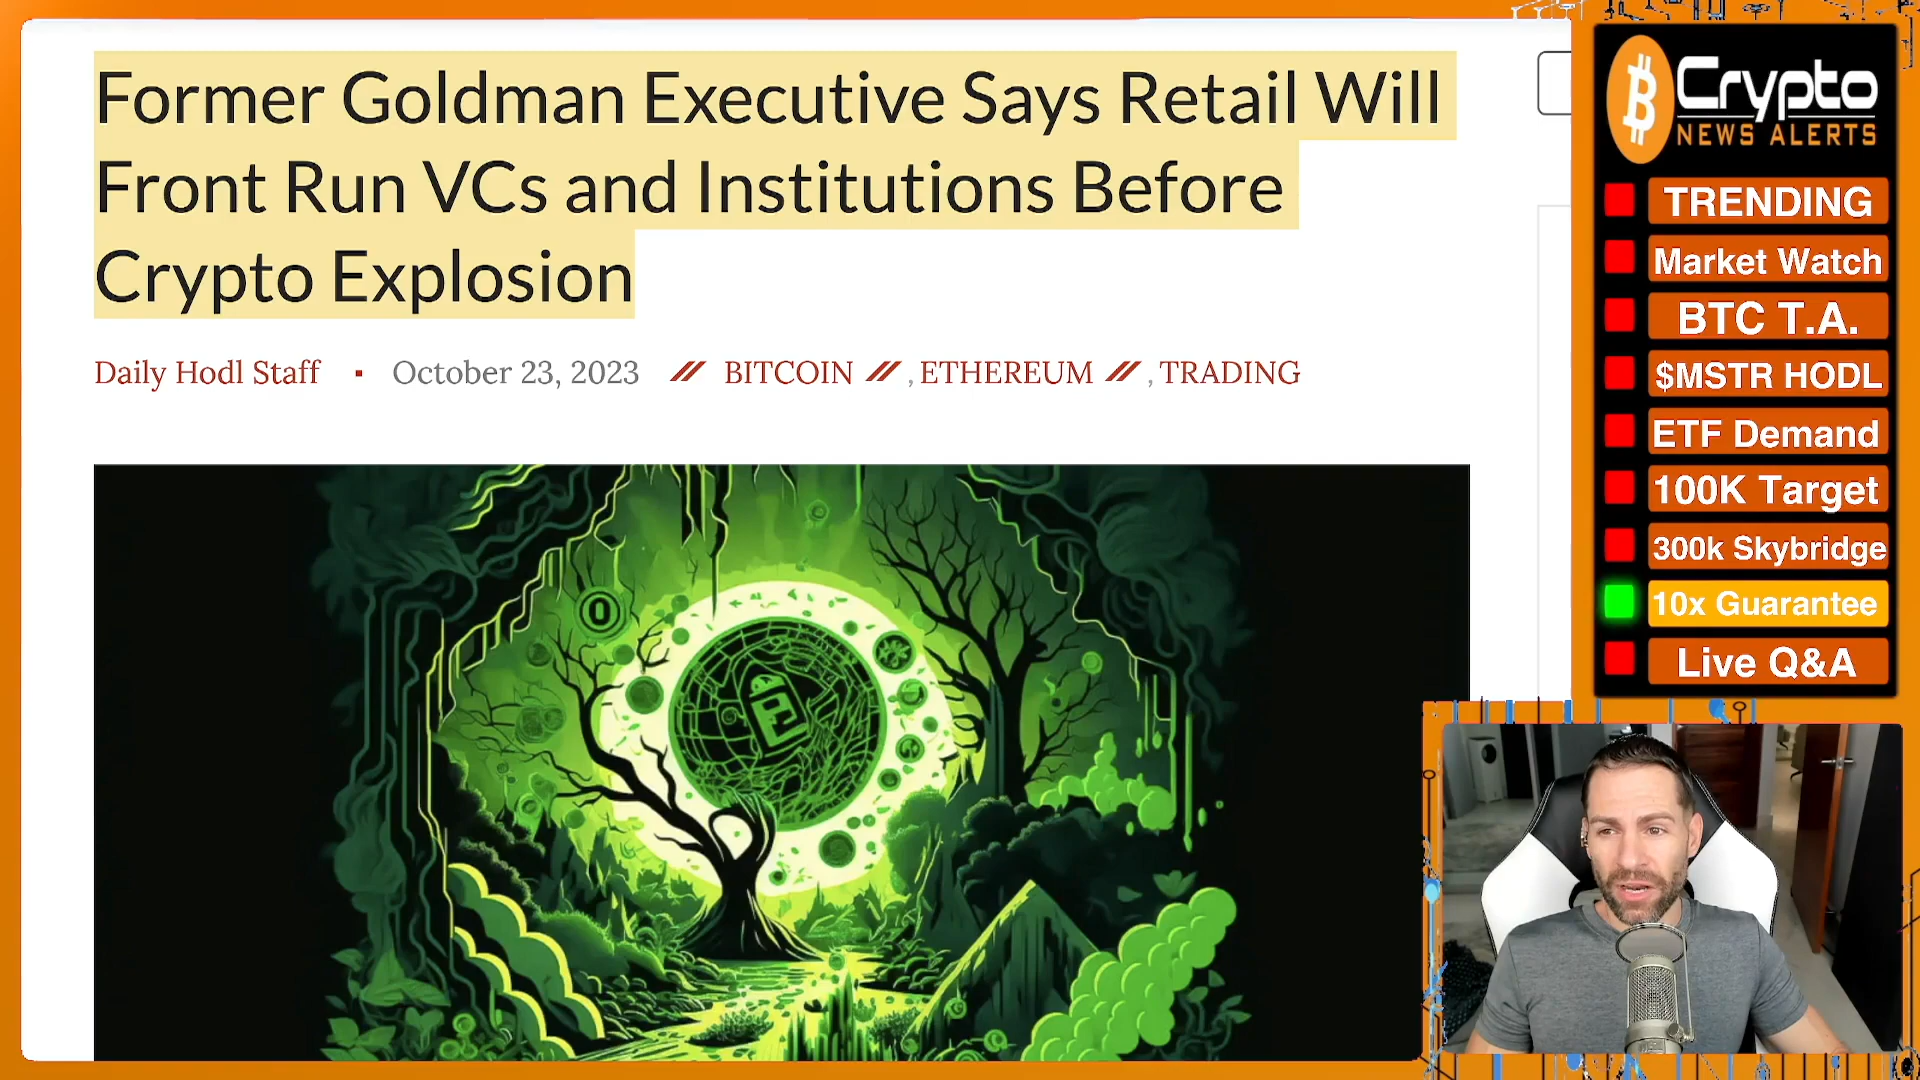 Former Goldman Executive Says Retail Will
Front Run VCs and Institutions Before
Crypto Explosion
Daily Hodl Staff ▪ October 23, 2023 // BITCOIN // , ETHEREUM // , TRADING
Crypto
NEWS ALERTS
TRENDING
Market Watch
BTC T.A.
$MSTR HODL
ETF Demand
100K Target
300k Skybridge
10x Guarantee
Live Q&A